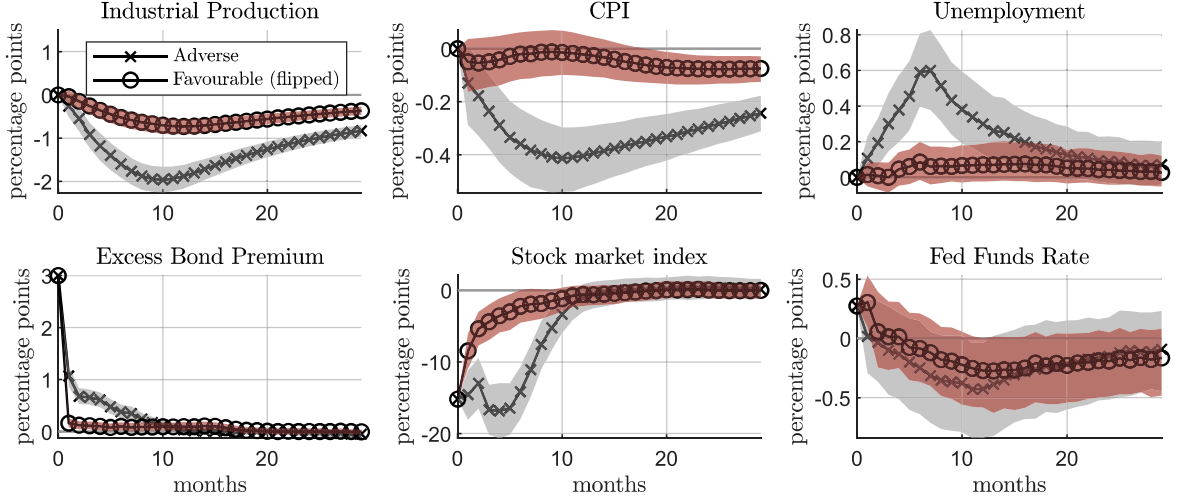 Industrial Production
percentage points
1
0
-1
-2
0
20
Adverse
Favourable (flipped)
CPI
percentage points
0
-0.2
-0.4
0
10
20
Unemployment
percentage points
0.8
0.6
0.4
0.2
0
0
10
20
Excess Bond Premium
percentage points
3
2
1
0
0
20
months
Stock market index
percentage points
0
-10
-20
0
10
20
months
Fed Funds Rate
percentage points
0.5
0
-0.5
0
10
20
months